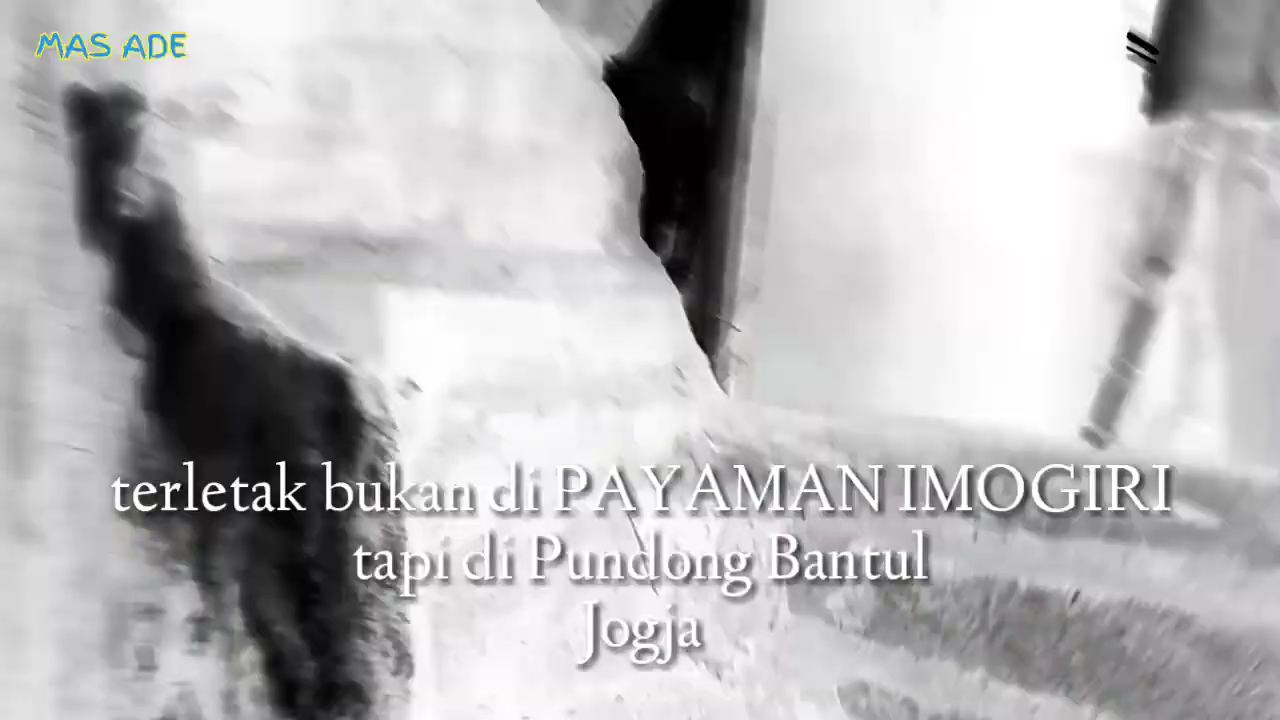 MAS ADE
terletak bukan di PAYAMAN IMOGIRI
tapi di Pundong Bantul
Jogja